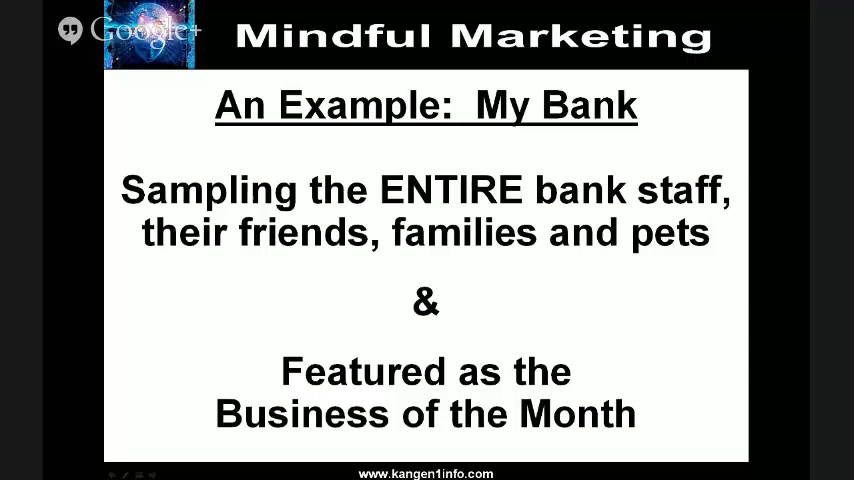 Google+
Mindful Marketing
An Example: My Bank
Sampling the ENTIRE bank staff,
their friends, families and pets
&
Featured as the
Business of the Month
www.kangen1info.com